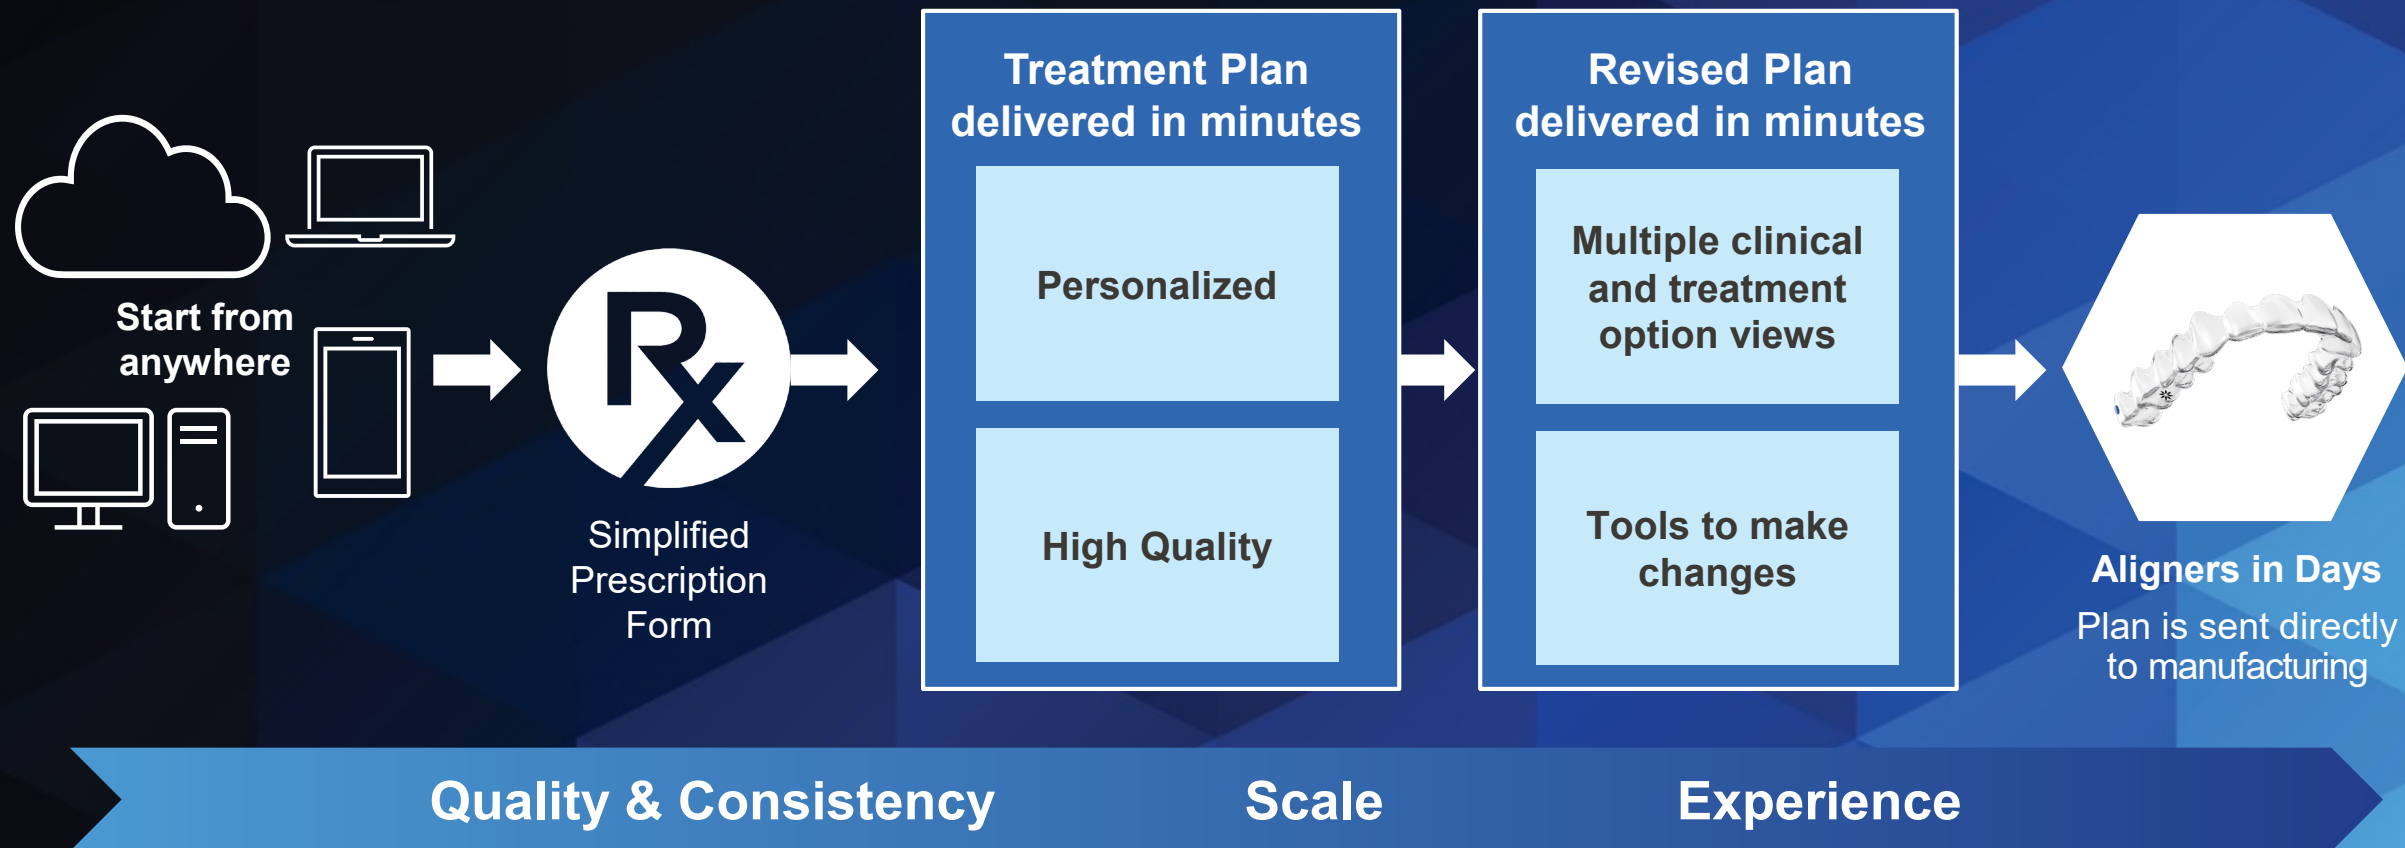 Start from
anywhere
Rx
Simplified
Prescription
Form
Treatment Plan
delivered in minutes
Personalized
High Quality
Revised Plan
delivered in minutes
Multiple clinical
and treatment
option views
Tools to make
changes
Aligners in Days
Plan is sent directly
to manufacturing
Quality & Consistency
Scale
Experience